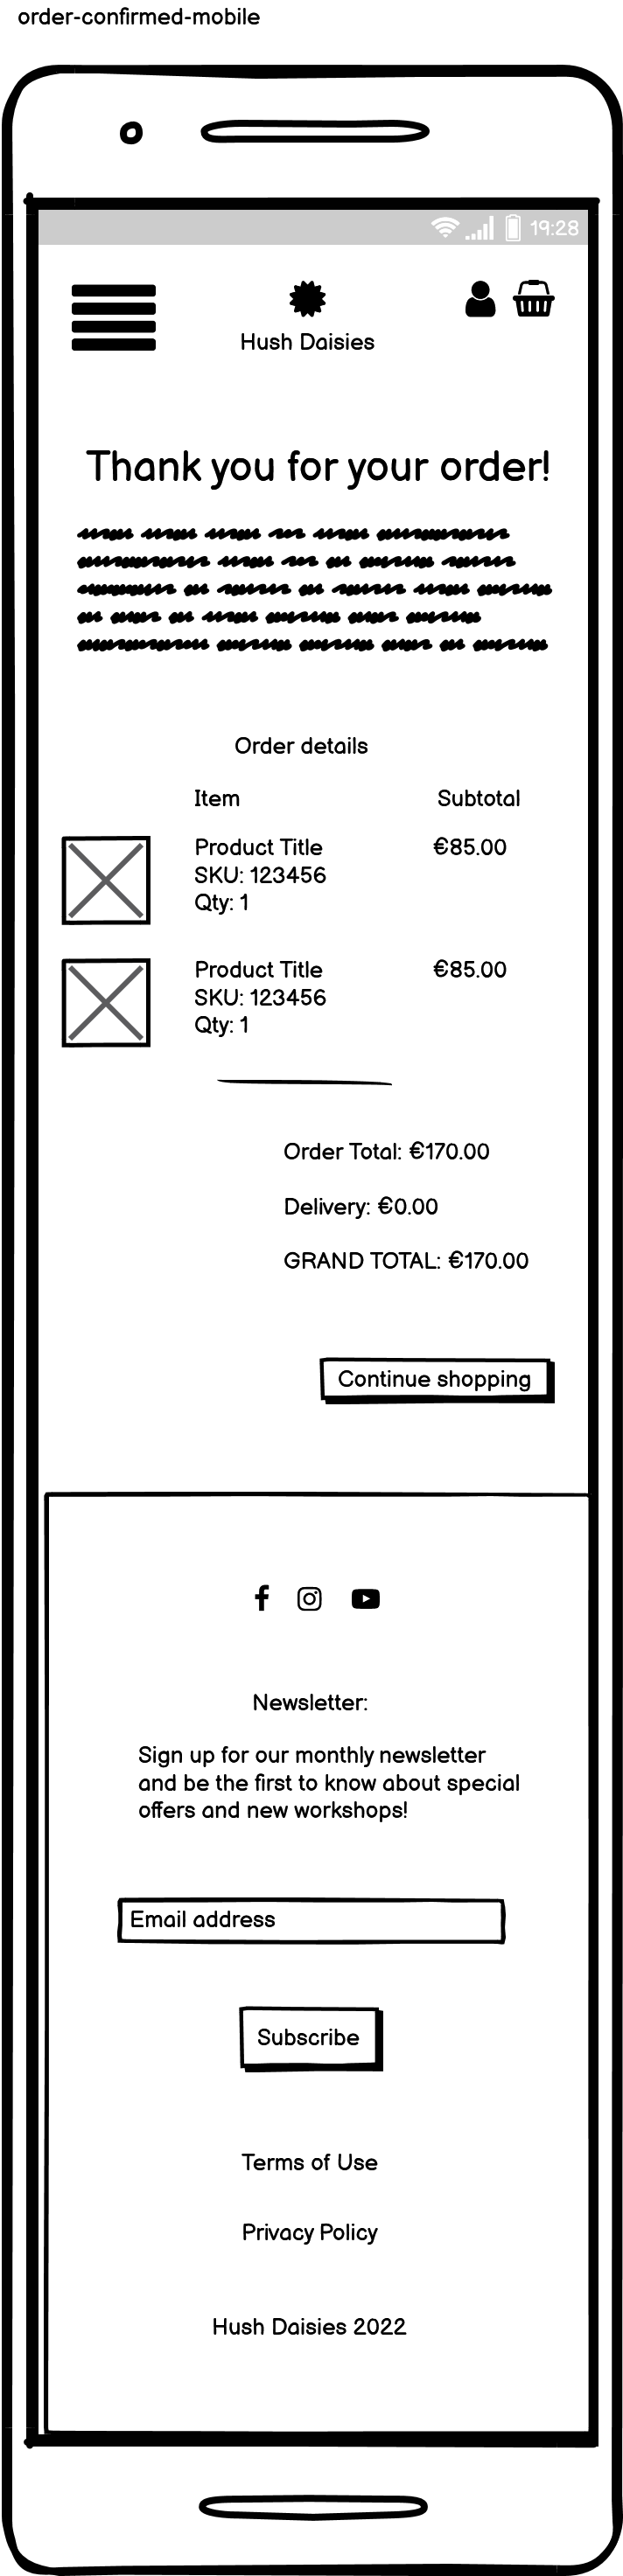 order-confirmed-mobile
19:28
Hush Daisies
Thank you for your order!
Order details
Item Subtotal
Product Title €85.00
SKU: 123456
Qty: 1
Product Title €85.00
SKU: 123456
Qty: 1
Order Total: €170.00
Delivery: €0.00
GRAND TOTAL: €170.00
Continue shopping
Newsletter:
Sign up for our monthly newsletter
and be the first to know about special
offers and new workshops!
Email address
Subscribe
Terms of Use
Privacy Policy
Hush Daisies 2022